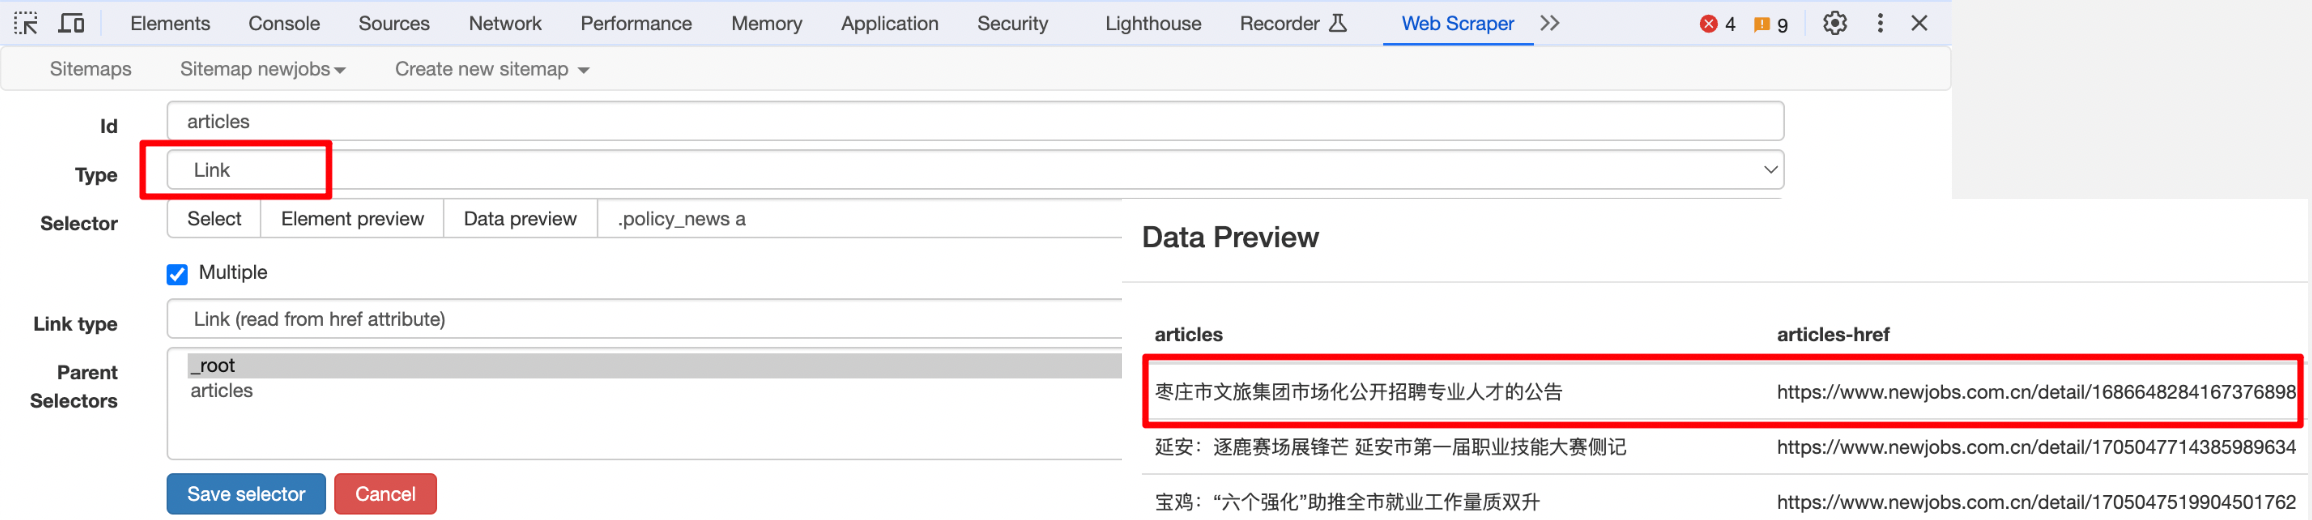 Elements Console Sources Network Performance Memory Application Security Lighthouse Recorder Web Scraper 4 9
Sitemaps Sitemap newjobs Create new sitemap
Id articles
Type Link
Selector Select Element preview Data preview .policy_news a
Multiple
Link type Link (read from href attribute)
Parent Selectors
_root
articles
Save selector Cancel
Data Preview
articles articles-href
枣庄市文旅集团市场化公开招聘专业人才的公告 https://www.newjobs.com.cn/detail/1686648284167376898
延安：逐鹿赛场展锋芒 延安市第一届职业技能大赛侧记 https://www.newjobs.com.cn/detail/1705047714385989634
宝鸡：“六个强化”助推全市就业工作量质双升 https://www.newjobs.com.cn/detail/1705047519904501762